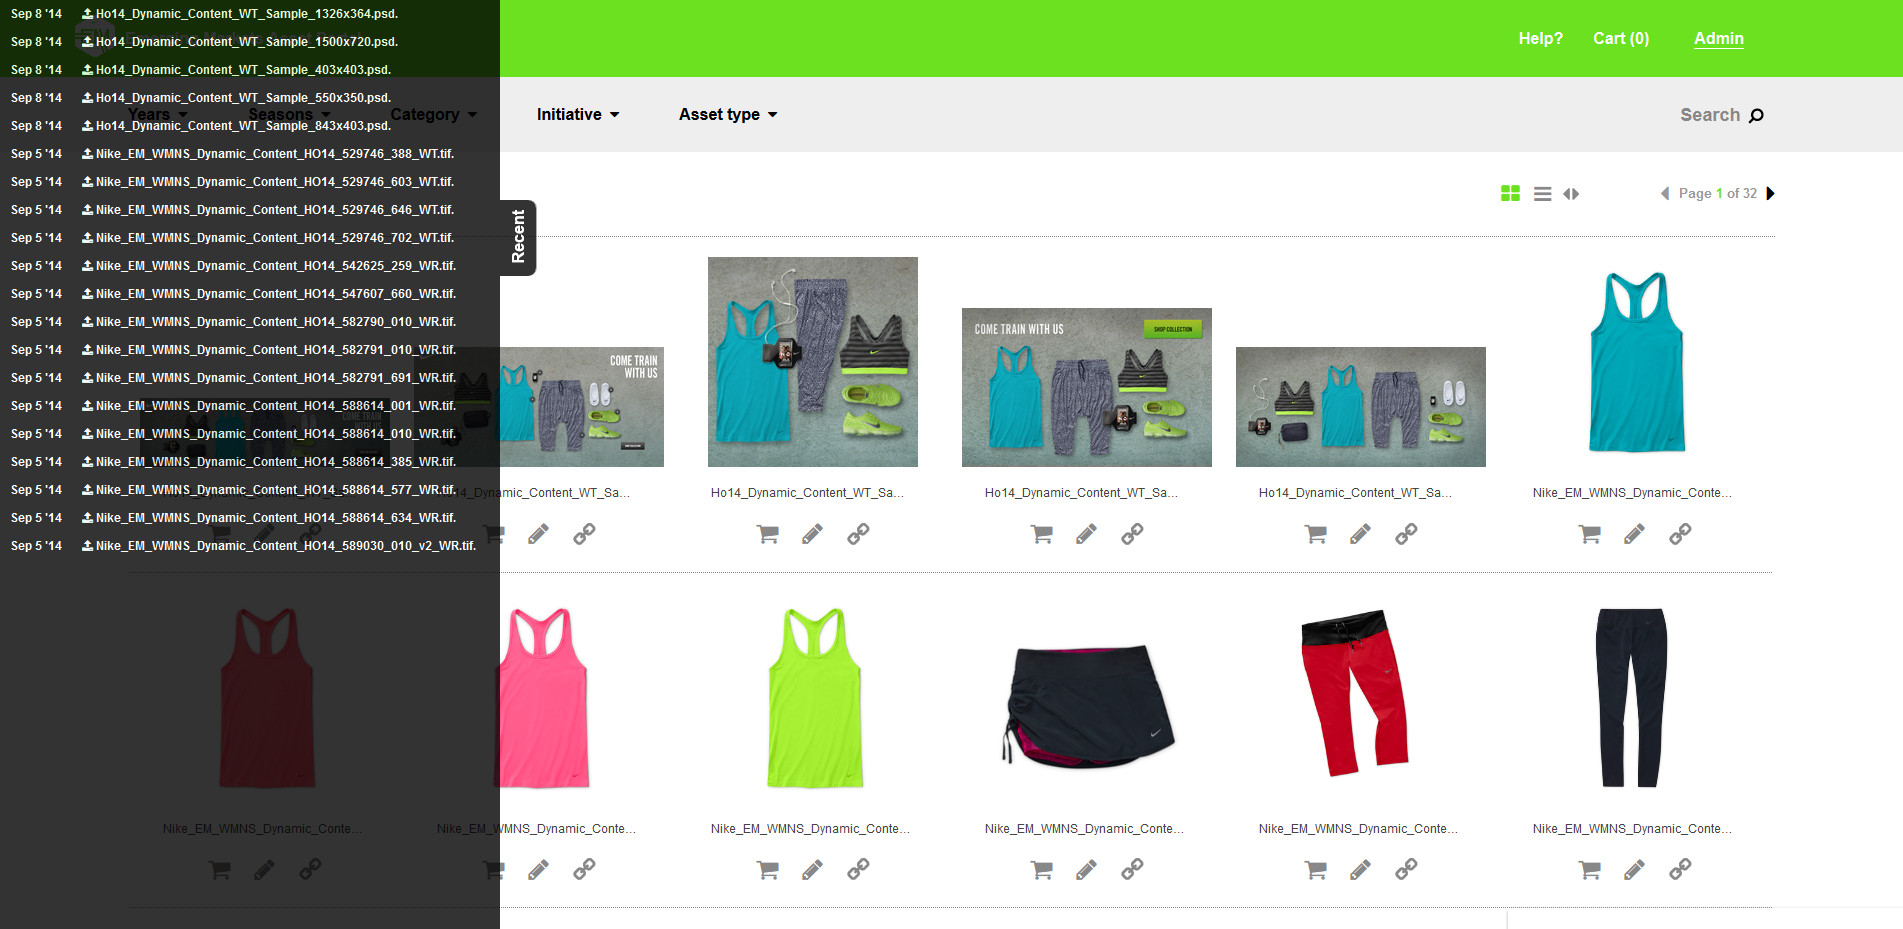 Sep 8 '14 Ho14_Dynamic_Content_WT_Sample_1326x364.psd.
Sep 8 '14 Ho14_Dynamic_Content_WT_Sample_1500x720.psd.
Sep 8 '14 Ho14_Dynamic_Content_WT_Sample_403x403.psd.
Sep 8 '14 Ho14_Dynamic_Content_WT_Sample_550x350.psd.
Sep 8 '14 Ho14_Dynamic_Content_WT_Sample_843x403.psd.
Sep 5 '14 Nike_EM_WMNS_Dynamic_Content_HO14_529746_388_WT.tif.
Sep 5 '14 Nike_EM_WMNS_Dynamic_Content_HO14_529746_603_WT.tif.
Sep 5 '14 Nike_EM_WMNS_Dynamic_Content_HO14_529746_646_WT.tif.
Sep 5 '14 Nike_EM_WMNS_Dynamic_Content_HO14_529746_702_WT.tif.
Sep 5 '14 Nike_EM_WMNS_Dynamic_Content_HO14_542625_259_WR.tif.
Sep 5 '14 Nike_EM_WMNS_Dynamic_Content_HO14_547607_660_WR.tif.
Sep 5 '14 Nike_EM_WMNS_Dynamic_Content_HO14_582790_010_WR.tif.
Sep 5 '14 Nike_EM_WMNS_Dynamic_Content_HO14_582791_010_WR.tif.
Sep 5 '14 Nike_EM_WMNS_Dynamic_Content_HO14_582791_691_WR.tif.
Sep 5 '14 Nike_EM_WMNS_Dynamic_Content_HO14_588614_001_WR.tif.
Sep 5 '14 Nike_EM_WMNS_Dynamic_Content_HO14_588614_010_WR.tif.
Sep 5 '14 Nike_EM_WMNS_Dynamic_Content_HO14_588614_385_WR.tif.
Sep 5 '14 Nike_EM_WMNS_Dynamic_Content_HO14_588614_577_WR.tif.
Sep 5 '14 Nike_EM_WMNS_Dynamic_Content_HO14_588614_634_WR.tif.
Sep 5 '14 Nike_EM_WMNS_Dynamic_Content_HO14_589030_010_v2_WR.tif.
Recent
Help? Cart (0) Admin
Years Seasons Category Initiative Asset type Search
Page 1 of 32
COME TRAIN
WITH US
COME TRAIN WITH US
SHOP COLLECTION
_Dynamic_Content_WT_Sa...
Ho14_Dynamic_Content_WT_Sa...
Ho14_Dynamic_Content_WT_Sa...
Ho14_Dynamic_Content_WT_Sa...
Nike_EM_WMNS_Dynamic_Conte...
Nike_EM_WMNS_Dynamic_Conte...
Nike_EM_WMNS_Dynamic_Conte...
Nike_EM_WMNS_Dynamic_Conte...
Nike_EM_WMNS_Dynamic_Conte...
Nike_EM_WMNS_Dynamic_Conte...
Nike_EM_WMNS_Dynamic_Conte...